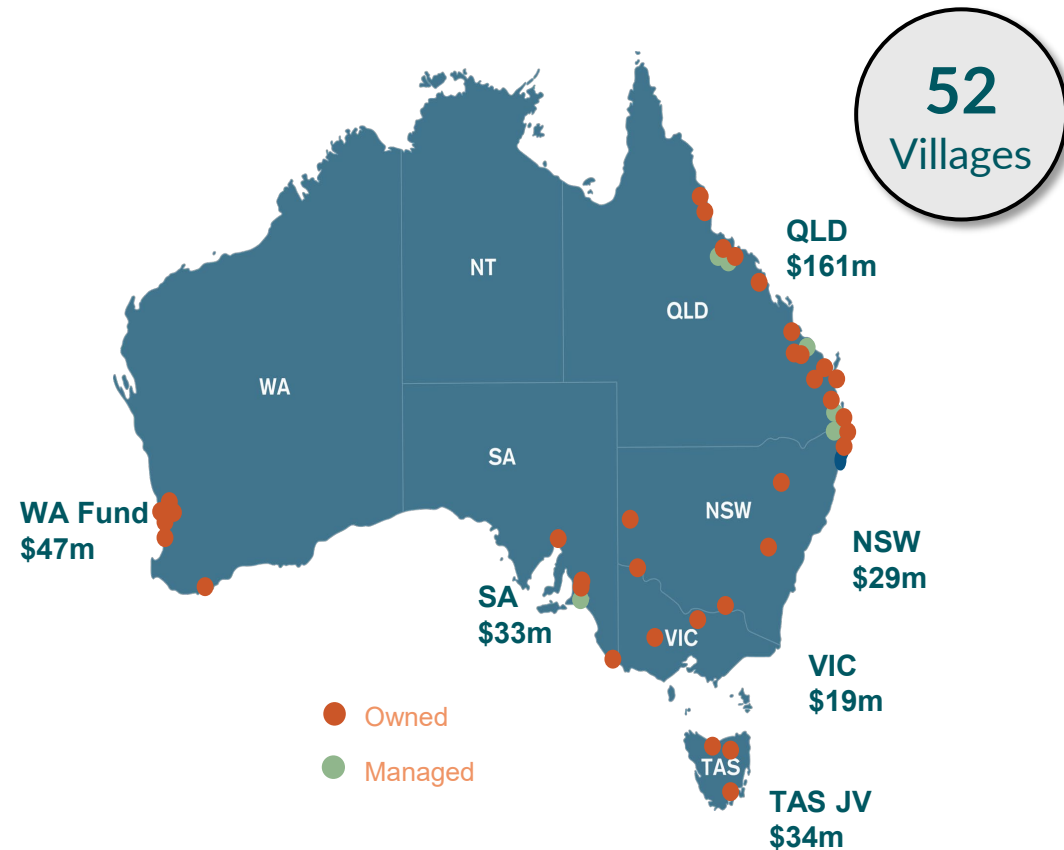 52
Villages
QLD
$161m
NT
QLD
WA
SA
NSW
WA Fund
$47m
NSW
$29m
SA
$33m
VIC
VIC
$19m
Owned
Managed
TAS
TAS JV
$34m